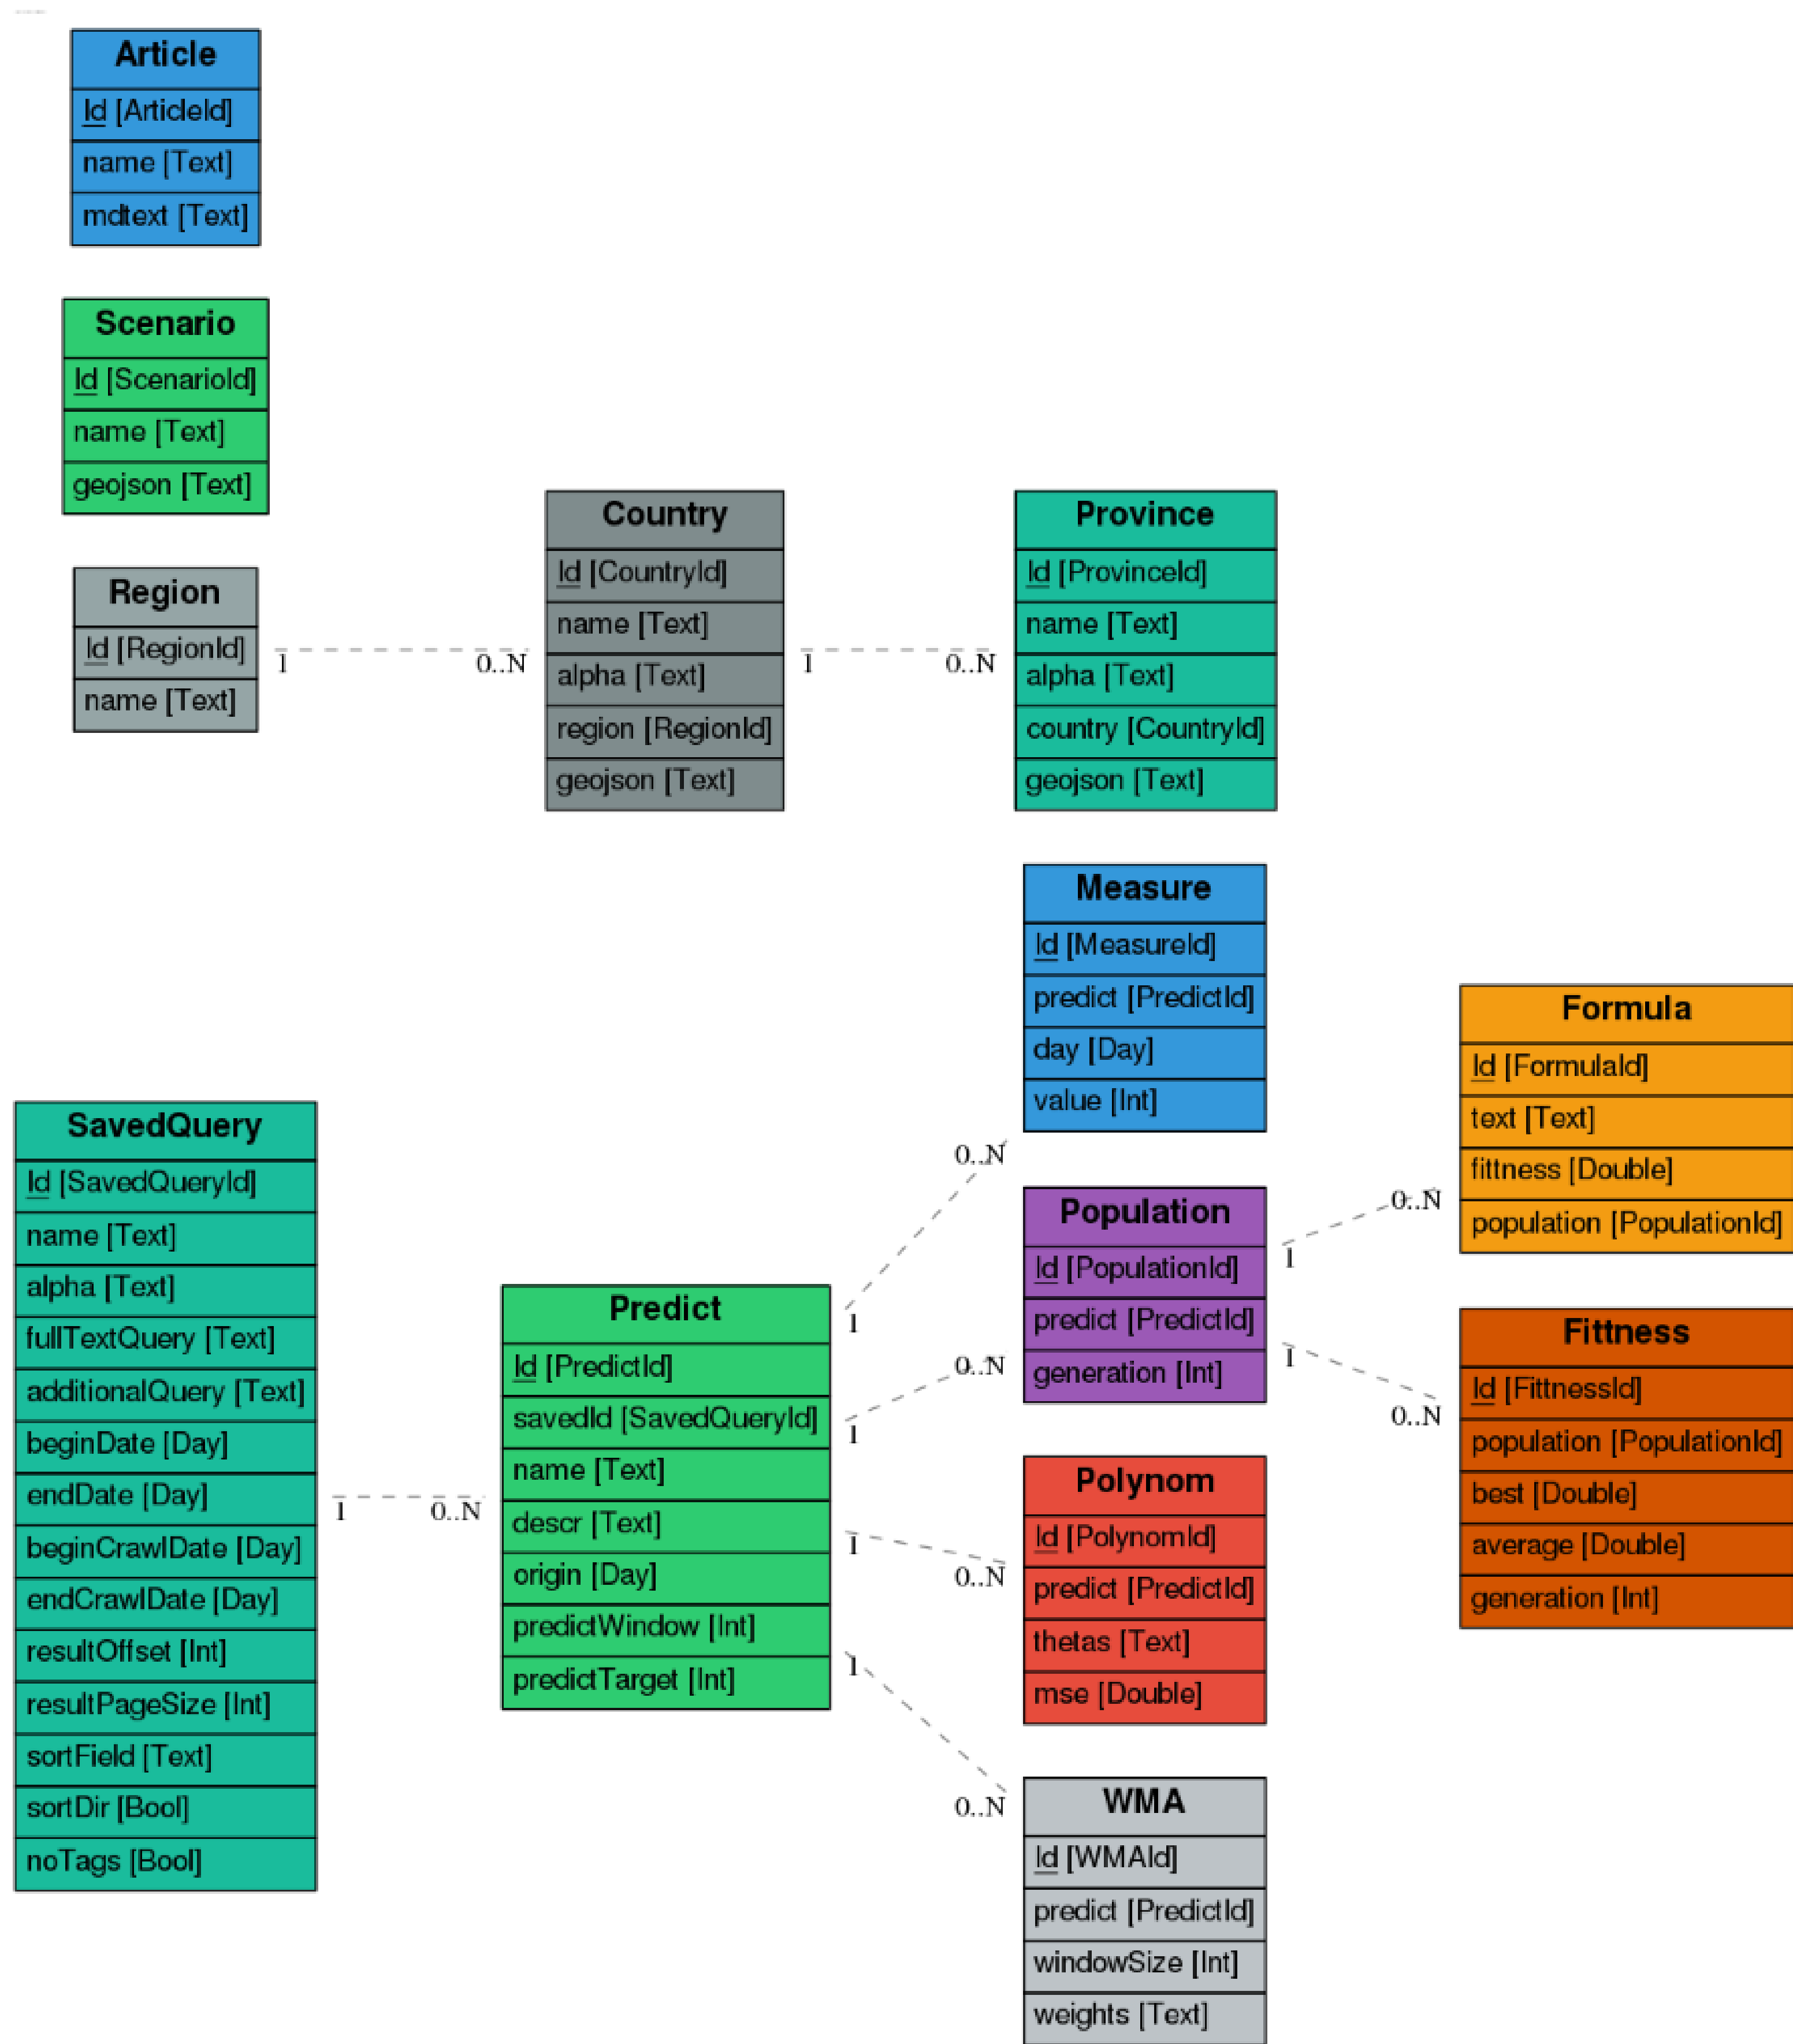 Article
Id [ArticleId]
name [Text]
mdtext [Text]
Scenario
Id [ScenarioId]
name [Text]
geojson [Text]
Region
Id [RegionId]
name [Text]
1
0..N
Country
Id [CountryId]
name [Text]
alpha [Text]
region [RegionId]
geojson [Text]
1
0..N
Province
Id [ProvinceId]
name [Text]
alpha [Text]
country [CountryId]
geojson [Text]
SavedQuery
Id [SavedQueryId]
name [Text]
alpha [Text]
fullTextQuery [Text]
additionalQuery [Text]
beginDate [Day]
endDate [Day]
beginCrawlDate [Day]
endCrawlDate [Day]
resultOffset [Int]
resultPageSize [Int]
sortField [Text]
sortDir [Bool]
noTags [Bool]
1
0..N
Predict
Id [PredictId]
savedId [SavedQueryId]
name [Text]
descr [Text]
origin [Day]
predictWindow [Int]
predictTarget [Int]
1
0..N
1
0..N
1
0..N
1
0..N
Measure
Id [MeasureId]
predict [PredictId]
day [Day]
value [Int]
Population
Id [PopulationId]
predict [PredictId]
generation [Int]
1
0..N
1
0..N
Polynom
Id [PolynomId]
predict [PredictId]
thetas [Text]
mse [Double]
WMA
Id [WMAId]
predict [PredictId]
windowSize [Int]
weights [Text]
Formula
Id [FormulaId]
text [Text]
fittness [Double]
population [PopulationId]
Fittness
Id [FittnessId]
population [PopulationId]
best [Double]
average [Double]
generation [Int]